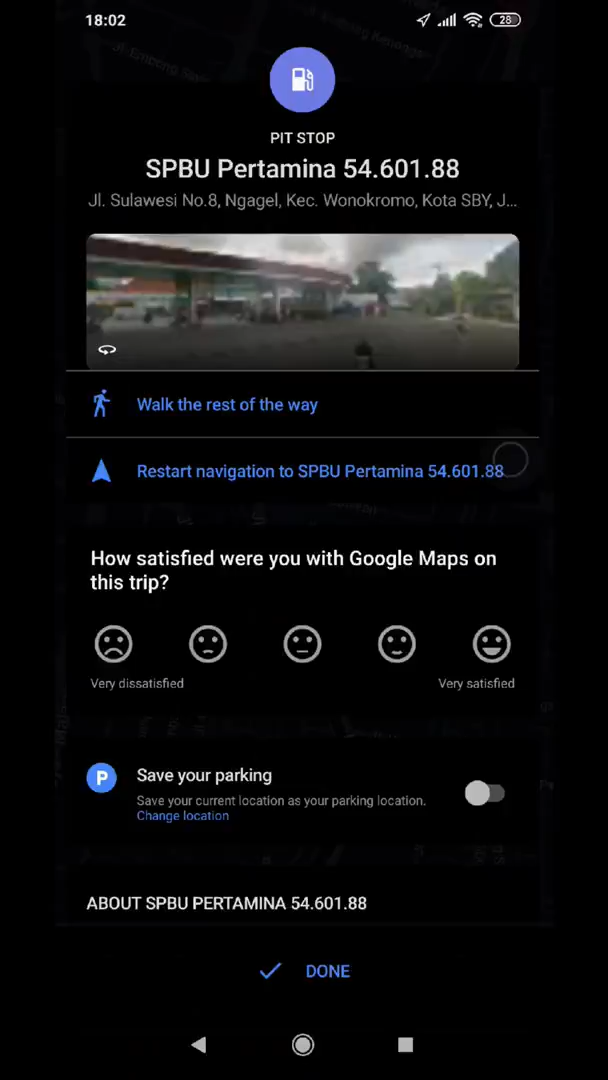 18:02
28
PIT STOP
SPBU Pertamina 54.601.88
Jl. Sulawesi No.8, Ngagel, Kec. Wonokromo, Kota SBY, J...
Walk the rest of the way
Restart navigation to SPBU Pertamina 54.601.88
How satisfied were you with Google Maps on
this trip?
Very dissatisfied
Very satisfied
P
Save your parking
Save your current location as your parking location.
Change location
ABOUT SPBU PERTAMINA 54.601.88
DONE